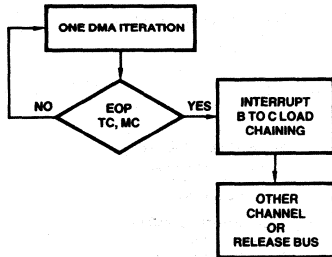 ONE DMA ITERATION
NO
EOP
TC, MC
YES
INTERRUPT
B TO C LOAD
CHAINING
OTHER
CHANNEL
OR
RELEASE BUS